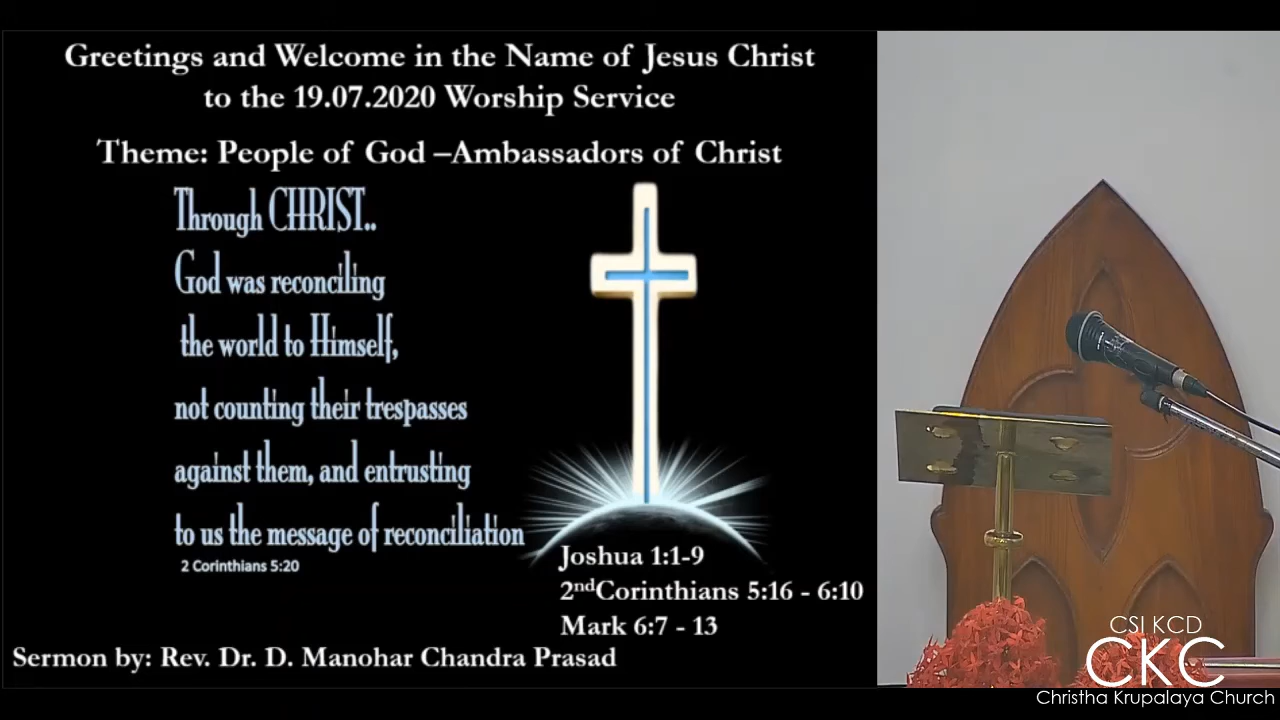 Greetings and Welcome in the Name of Jesus Christ
to the 19.07.2020 Worship Service
Theme: People of God –Ambassadors of Christ
Through CHRIST..
God was reconciling
the world to Himself,
not counting their trespasses
against them, and entrusting
to us the message of reconciliation
2 Corinthians 5:20
Joshua 1:1-9
2ndCorinthians 5:16 - 6:10
Mark 6:7 - 13
Sermon by: Rev. Dr. D. Manohar Chandra Prasad
CSI KCD
CKC
Christha Krupalaya Church